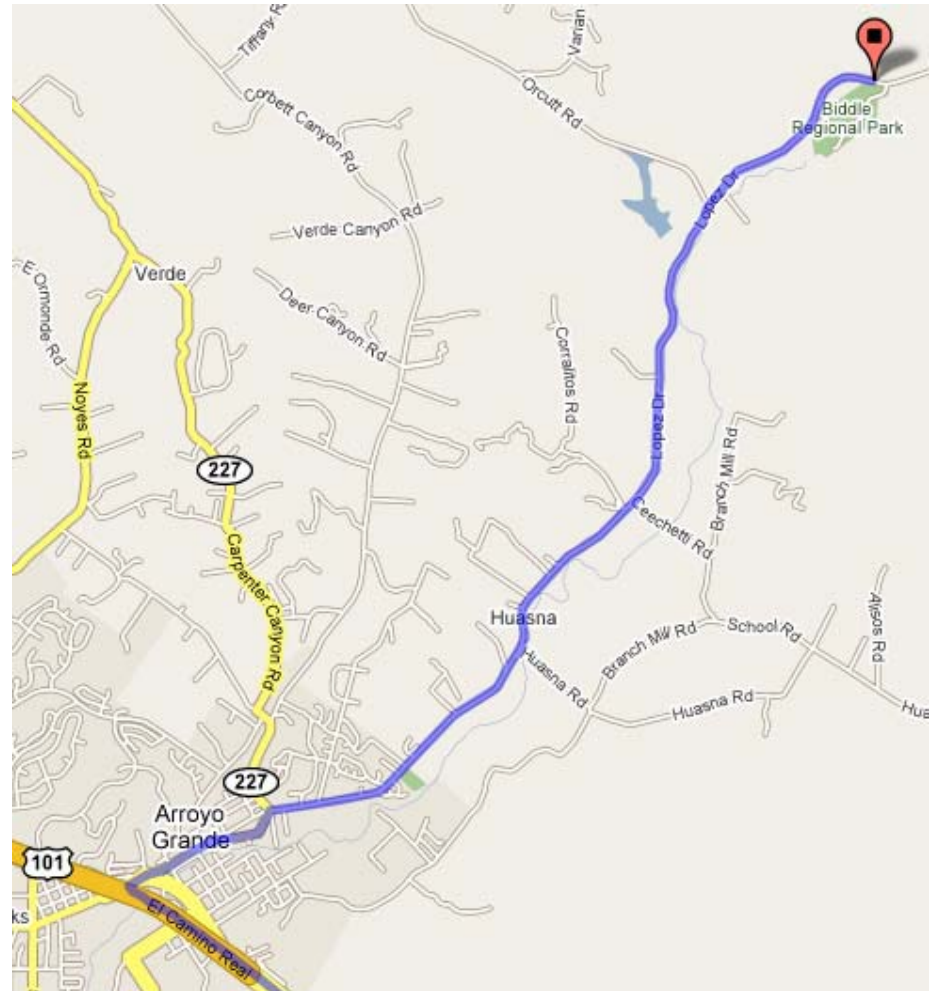 Tiffany R
Corbett Canyon Rd
Varian
Orcutt Rd
Biddle
Regional Park
Lopez Dr
Verde Canyon Rd
Verde
E Ormonde Rd
Deer Canyon Rd
Corralitos Rd
Noyes Rd
Lopez Dr
Branch Mill Rd
227
Ceechetti Rd
Carpenter Canyon Rd
Huasna
Branch Mill Rd
School Rd
Alisos Rd
Huasna Rd
Huasna Rd
Hua
227
Arroyo
Grande
101
ks
El Camino Real